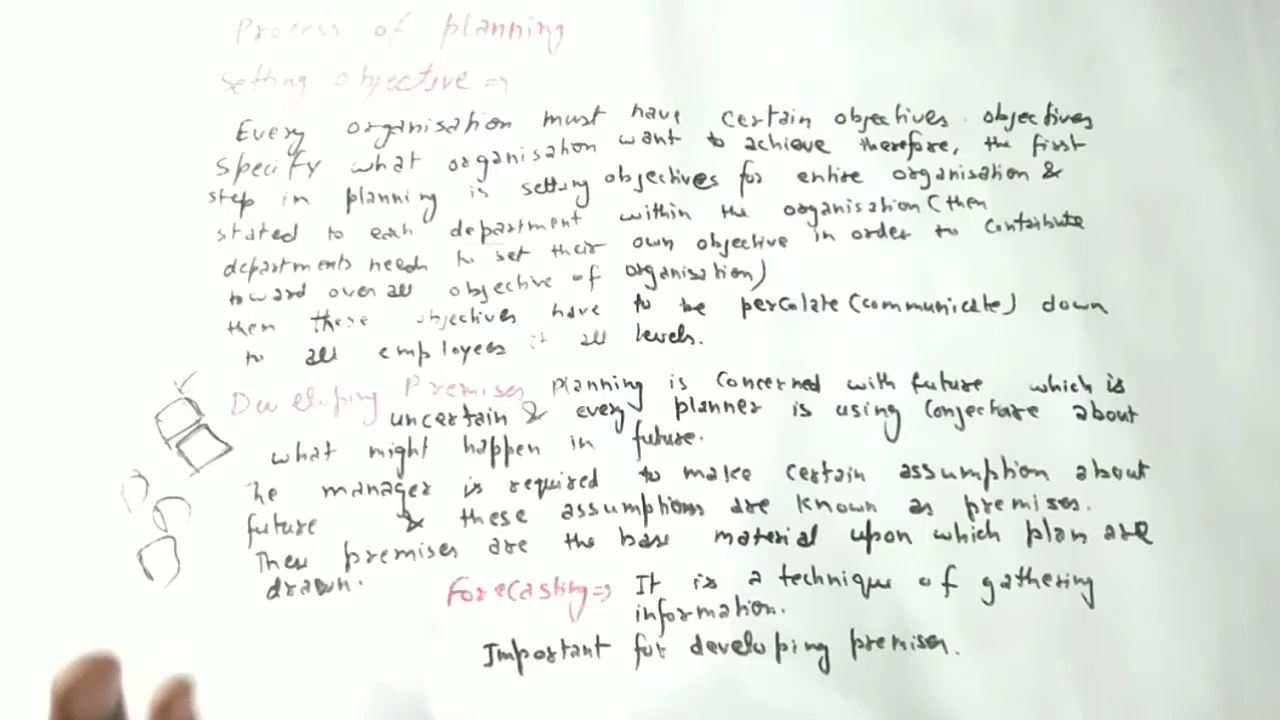 Process of planning
Setting objective ⇒
Every organisation must have certain objectives. objectives
specify what organisation want to achieve therefore, the first
step in planning is setting objectives for entire organisation &
stated to each department within the organisation (then
departments need to set their own objective in order to contribute
toward over all objective of organisation)
then these objectives have to be percolate (communicate) down
to all employees at all levels.
Developing Premises planning is concerned with future which is
uncertain & every planner is using conjecture about
what might happen in future.
The manager is required to make certain assumption about
future & these assumptions are known as premises.
These premises are the base material upon which plan are
drawn.
Forecasting ⇒ It is a technique of gathering
information.
Important for developing premises.